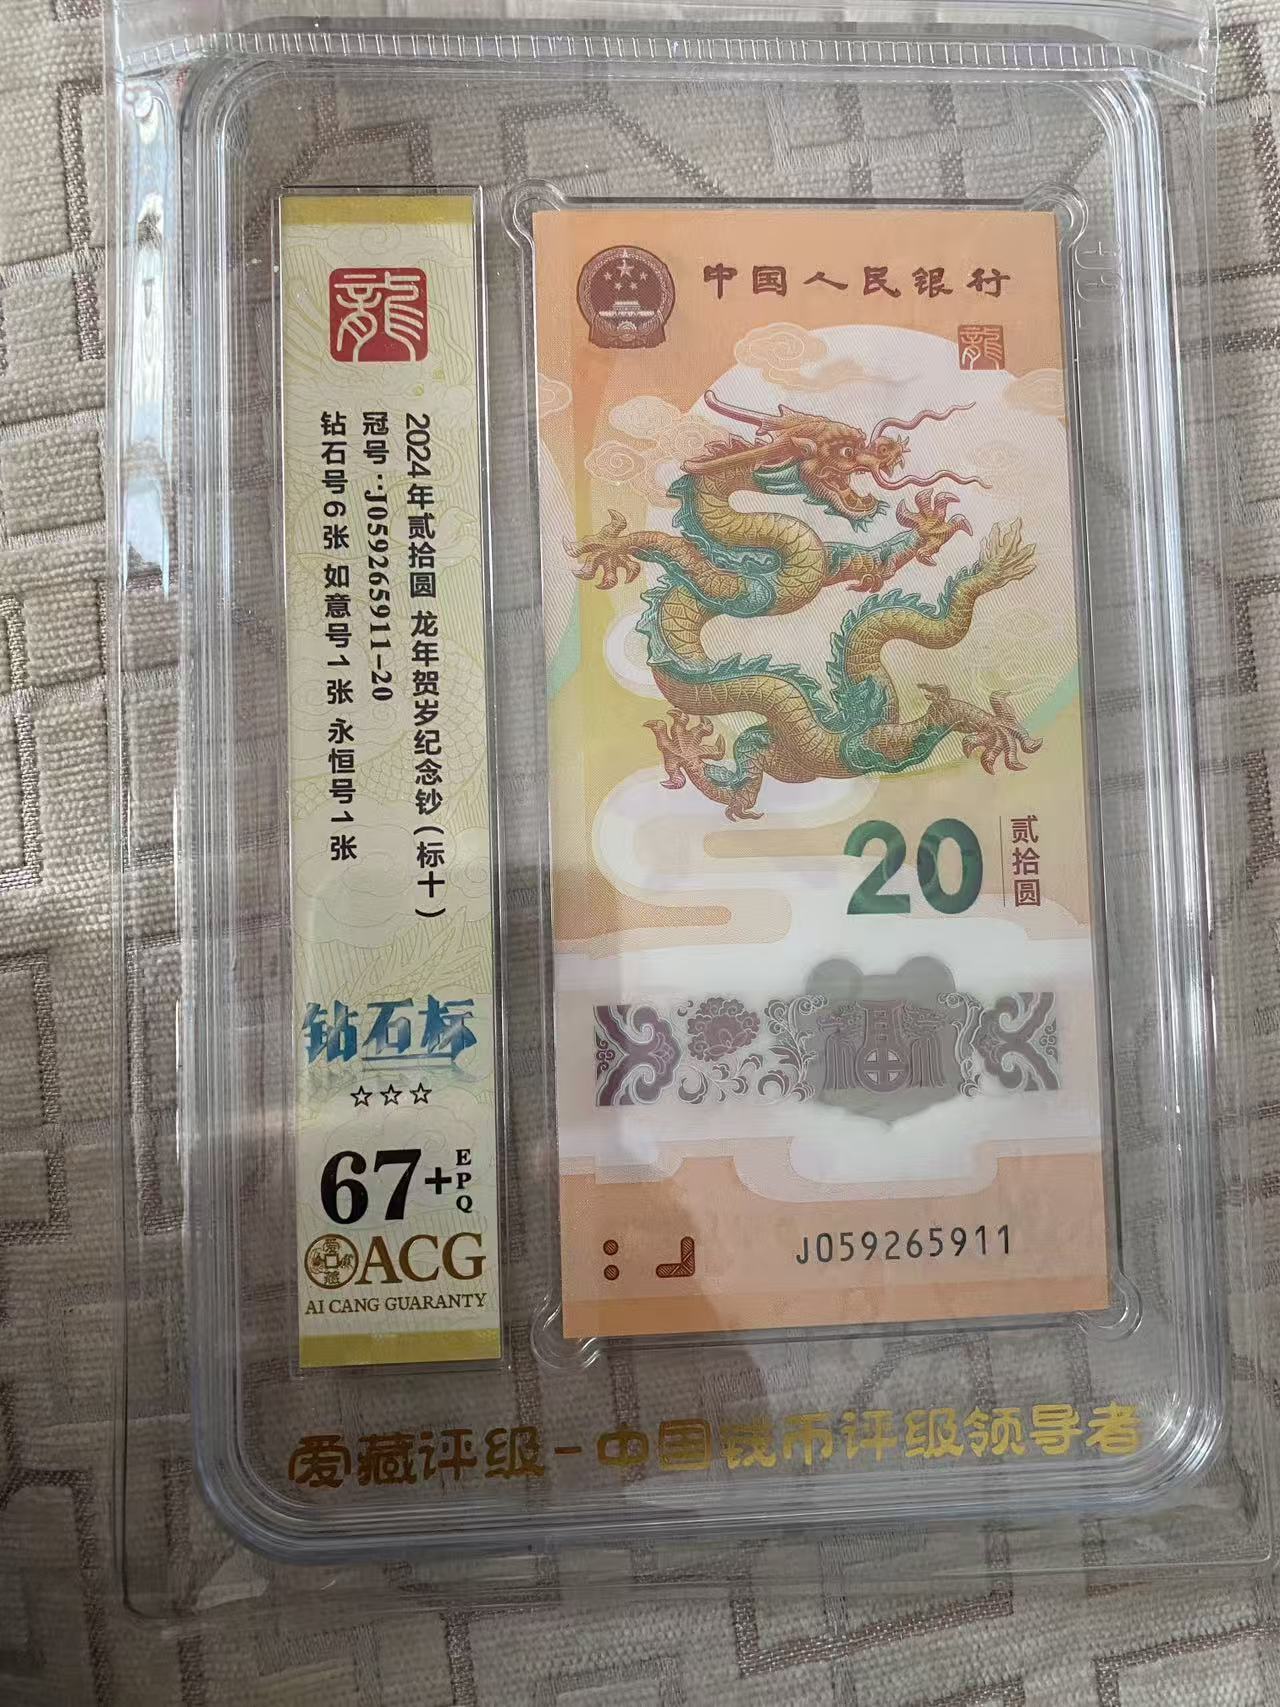 龍
2024年贰拾圆 龙年贺岁纪念钞(标十)
冠号:J059265911-20
钻石号6张 如意号1张 永恒号1张
钻石标
☆☆☆
67+
EPQ
ACG
AI CANG GUARANTY
中国人民银行
龍
20
贰拾圆
J059265911
爱藏评级-中国钱币评级领导者